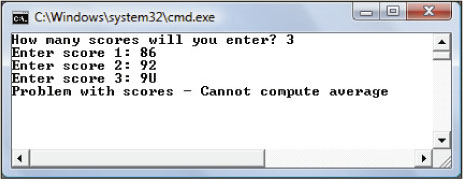 C:\Windows\system32\cmd.exe
How many scores will you enter? 3
Enter score 1: 86
Enter score 2: 92
Enter score 3: 9U
Problem with scores - Cannot compute average